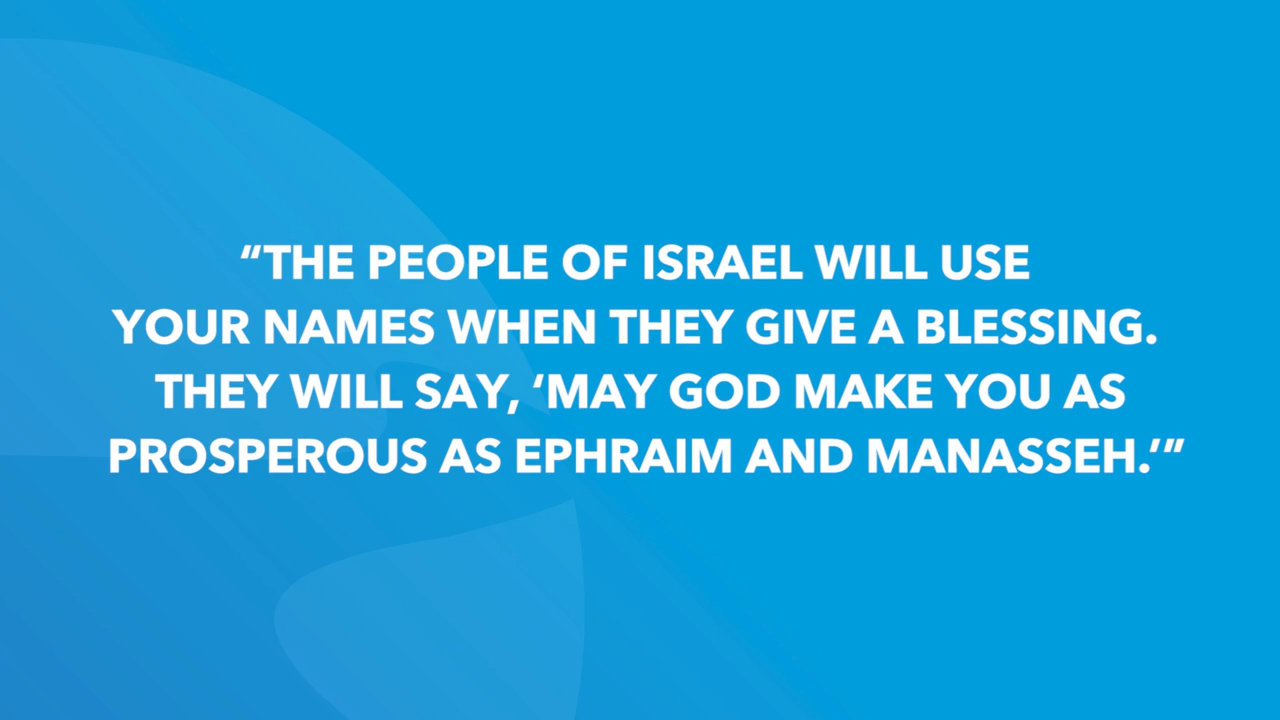 “THE PEOPLE OF ISRAEL WILL USE
YOUR NAMES WHEN THEY GIVE A BLESSING.
THEY WILL SAY, ‘MAY GOD MAKE YOU AS
PROSPEROUS AS EPHRAIM AND MANASSEH.’”